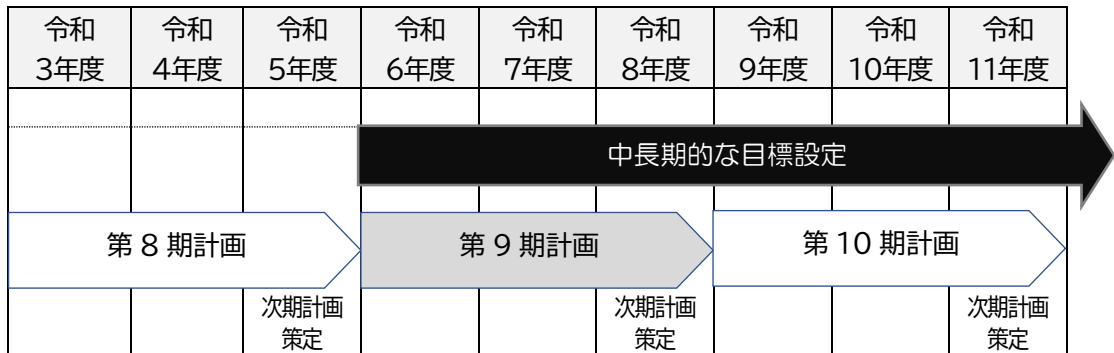 令和 令和 令和 令和 令和 令和 令和 令和 令和
3年度 4年度 5年度 6年度 7年度 8年度 9年度 10年度 11年度
中長期的な目標設定
第 8 期計画 第 9 期計画 第 10 期計画
次期計画 次期計画 次期計画
策定 策定 策定